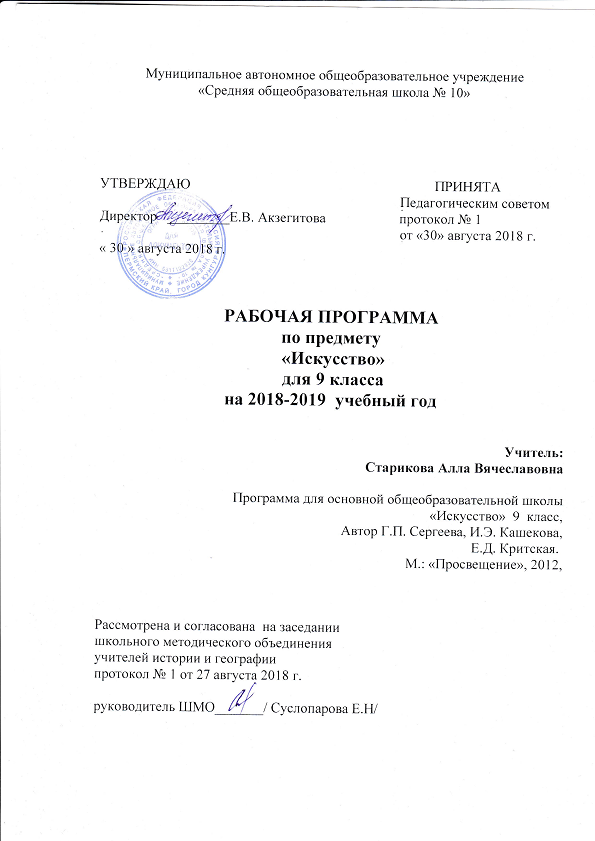 Муниципальное автономное общеобразовательное учреждение
«Средняя общеобразовательная школа № 10»
УТВЕРЖДАЮ
Директор__________Е.В. Акзегитова
« 30 » августа 2018 г.
ПРИНЯТА
Педагогическим советом
протокол № 1
от «30» августа 2018 г.
РАБОЧАЯ ПРОГРАММА
по предмету
«Искусство»
для 9 класса
на 2018-2019 учебный год
Учитель:
Старикова Алла Вячеславовна
Программа для основной общеобразовательной школы
«Искусство» 9 класс,
Автор Г.П. Сергеева, И.Э. Кашекова,
Е.Д. Критская.
М.: «Просвещение», 2012,
Рассмотрена и согласована на заседании
школьного методического объединения
учителей истории и географии
протокол № 1 от 27 августа 2018 г.
руководитель ШМО_______/ Суслопарова Е.Н/